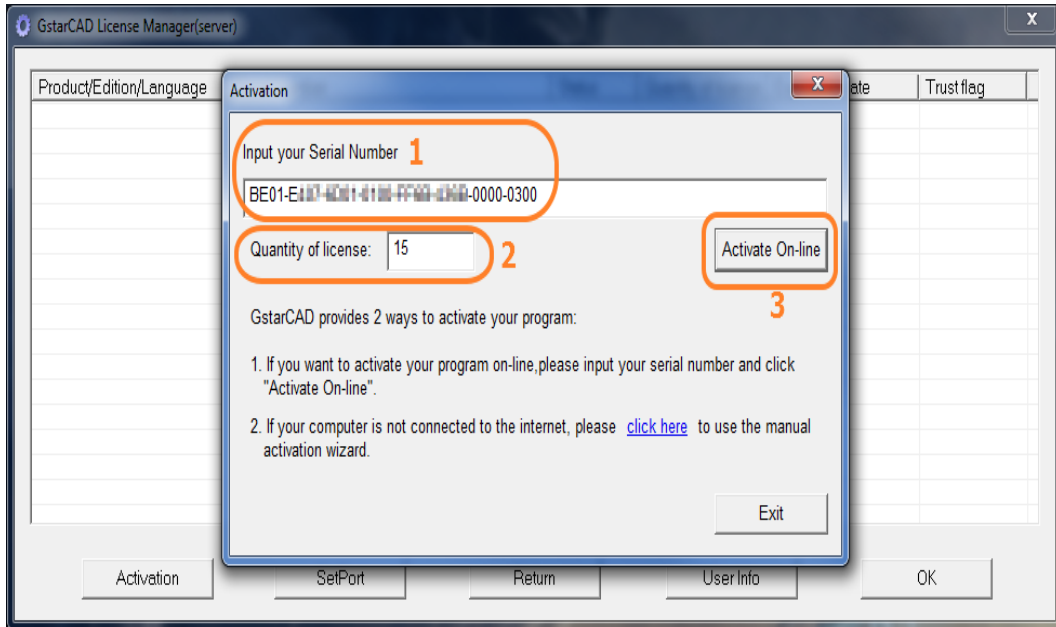 GstarCAD License Manager(server)
X
Product/Edition/Language
ate
Trust flag
Activation
X
Input your Serial Number
1
BE01-E -0000-0300
Quantity of license:
15
2
Activate On-line
3
GstarCAD provides 2 ways to activate your program:
1. If you want to activate your program on-line,please input your serial number and click
"Activate On-line".
2. If your computer is not connected to the internet, please click here to use the manual
activation wizard.
Exit
Activation
SetPort
Return
User Info
OK